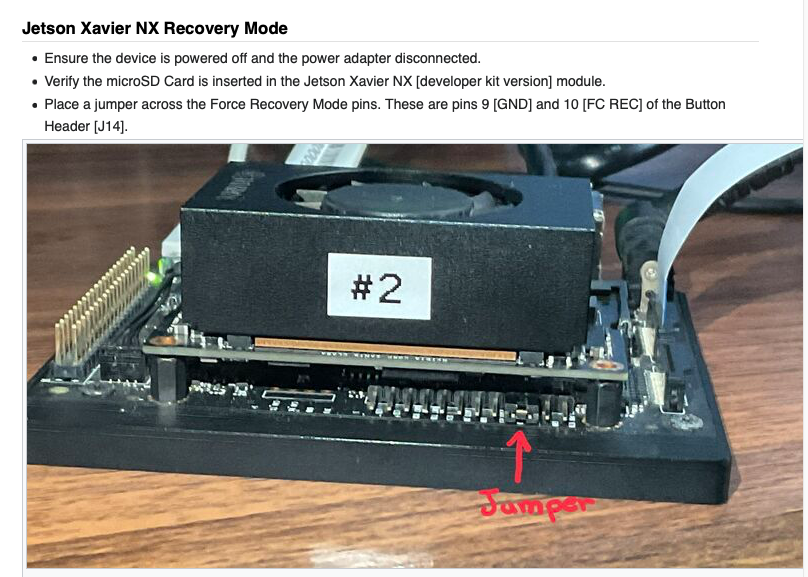 Jetson Xavier NX Recovery Mode
Ensure the device is powered off and the power adapter disconnected.
Verify the microSD Card is inserted in the Jetson Xavier NX [developer kit version] module.
Place a jumper across the Force Recovery Mode pins. These are pins 9 [GND] and 10 [FC REC] of the Button
Header [J14].
#2
Jumper